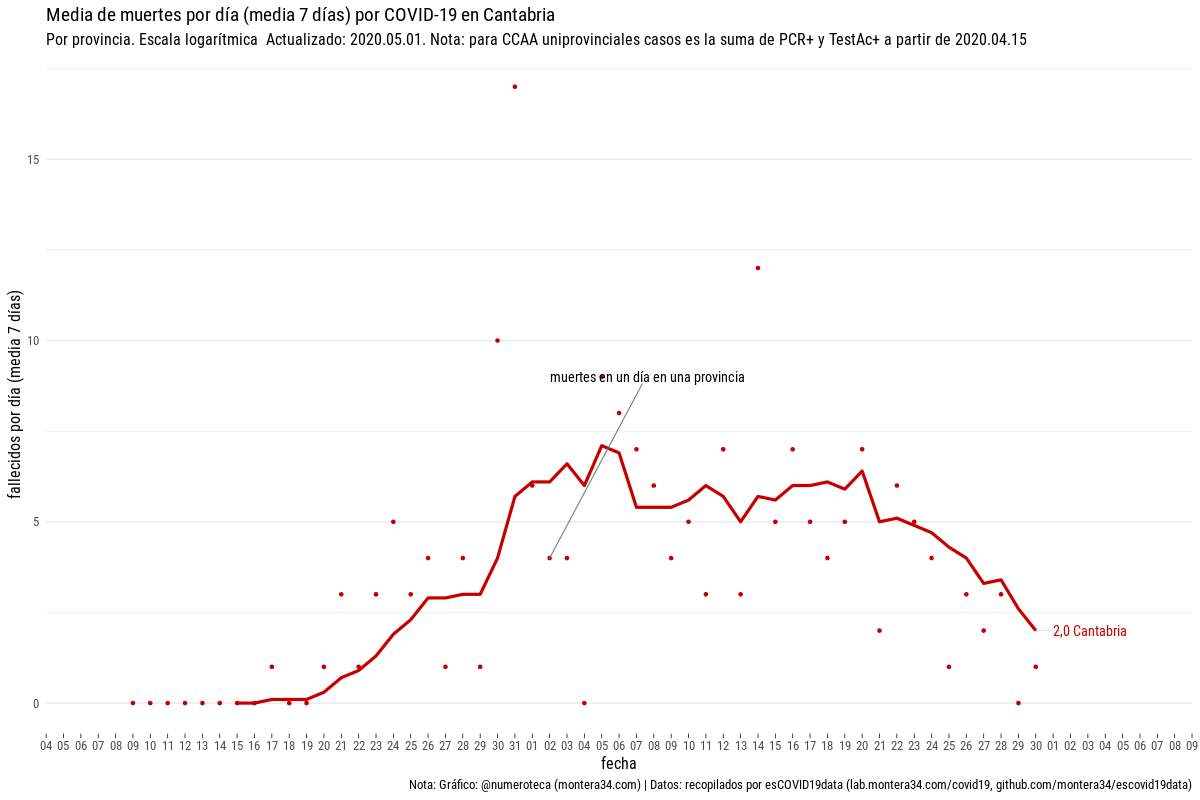 Media de muertes por día (media 7 días) por COVID-19 en Cantabria
Por provincia. Escala logarítmica  Actualizado: 2020.05.01. Nota: para CCAA uniprovinciales casos es la suma de PCR+ y TestAc+ a partir de 2020.04.15
fallecidos por día (media 7 días)
15
10
5
0
muertes en un día en una provincia
2,0 Cantabria
04 05 06 07 08 09 10 11 12 13 14 15 16 17 18 19 20 21 22 23 24 25 26 27 28 29 30 31 01 02 03 04 05 06 07 08 09 10 11 12 13 14 15 16 17 18 19 20 21 22 23 24 25 26 27 28 29 30 01 02 03 04 05 06 07 08 09
fecha
Nota: Gráfico: @numeroteca (montera34.com) | Datos: recopilados por esCOVID19data (lab.montera34.com/covid19, github.com/montera34/escovid19data)